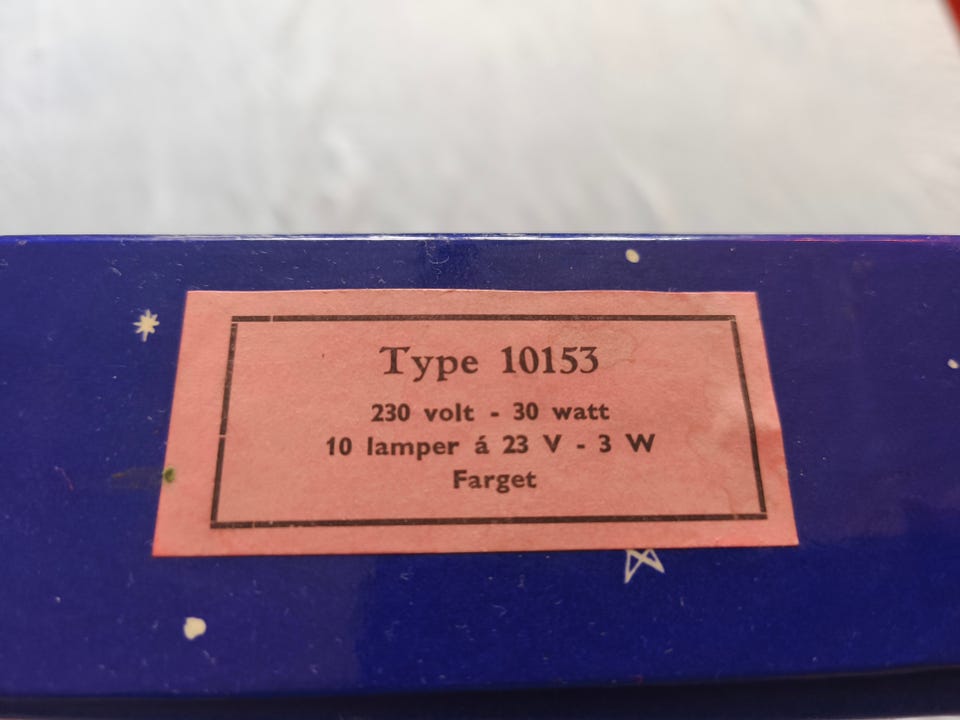 Type 10153
230 volt - 30 watt
10 lamper á 23 V - 3 W
Farget